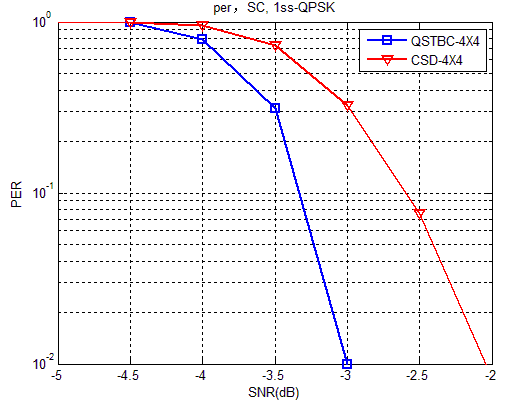 per，SC, 1ss-QPSK
QSTBC-4X4
CSD-4X4
PER
10^0
10^-1
10^-2
-5 -4.5 -4 -3.5 -3 -2.5 -2
SNR(dB)